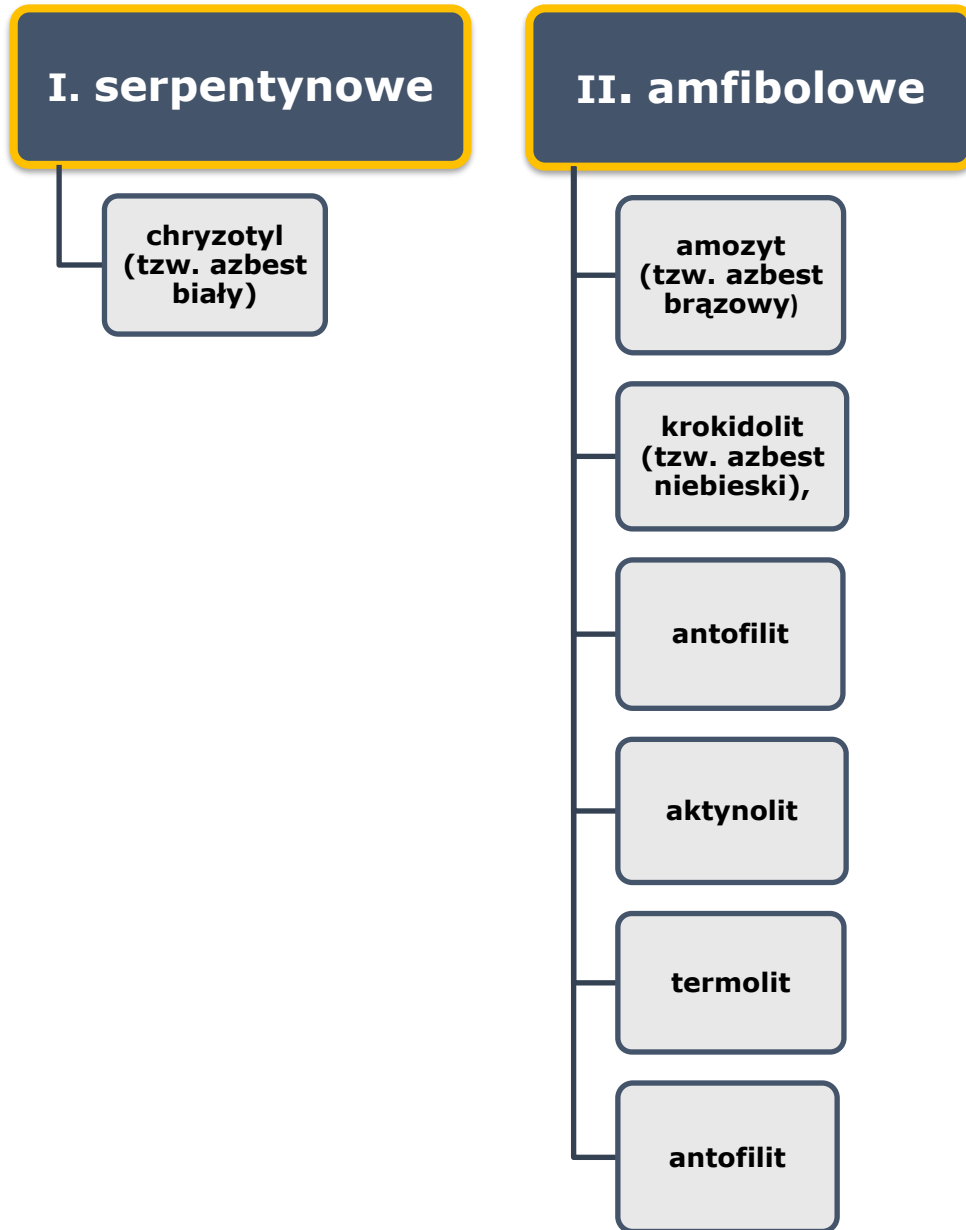 I. serpentynowe
chryzotyl
(tzw. azbest
biały)
II. amfibolowe
amozyt
(tzw. azbest
brązowy)
krokidolit
(tzw. azbest
niebieski),
antofilit
aktynolit
termolit
antofilit